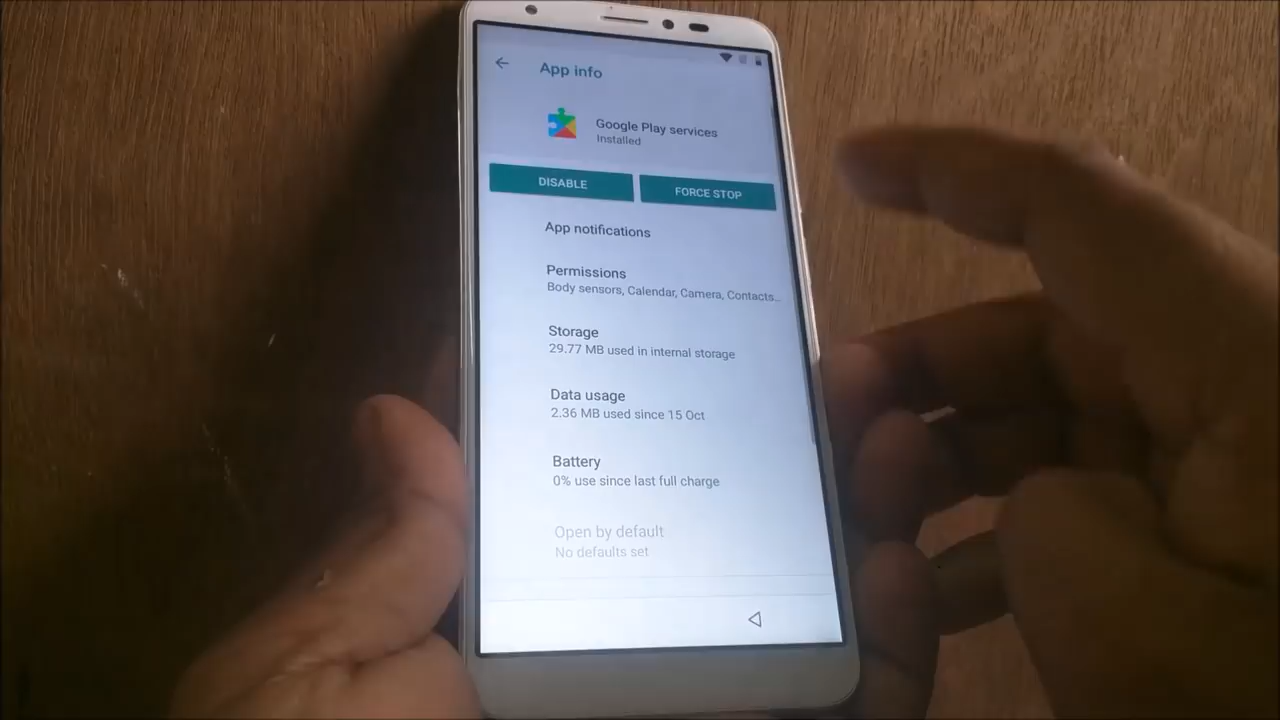 App info
Google Play services
Installed
DISABLE
FORCE STOP
App notifications
Permissions
Body sensors, Calendar, Camera, Contacts...
Storage
29.77 MB used in internal storage
Data usage
2.36 MB used since 15 Oct
Battery
0% use since last full charge
Open by default
No defaults set